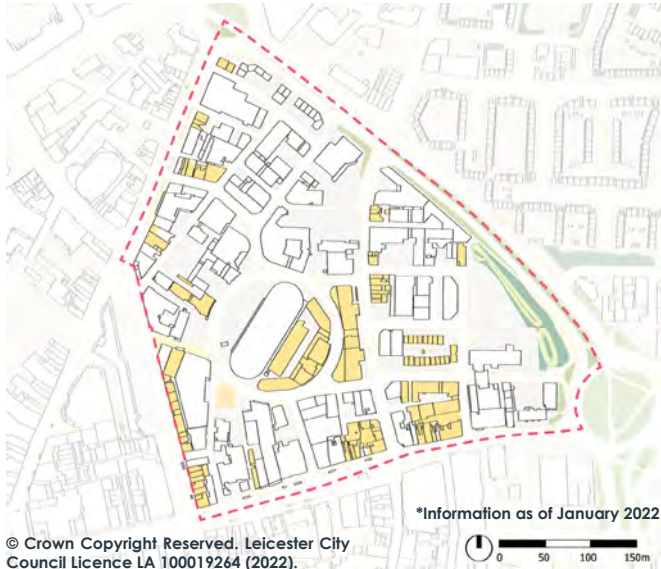 *Information as of January 2022
© Crown Copyright Reserved. Leicester City
Council Licence LA 100019264 (2022).
0 50 100 150m